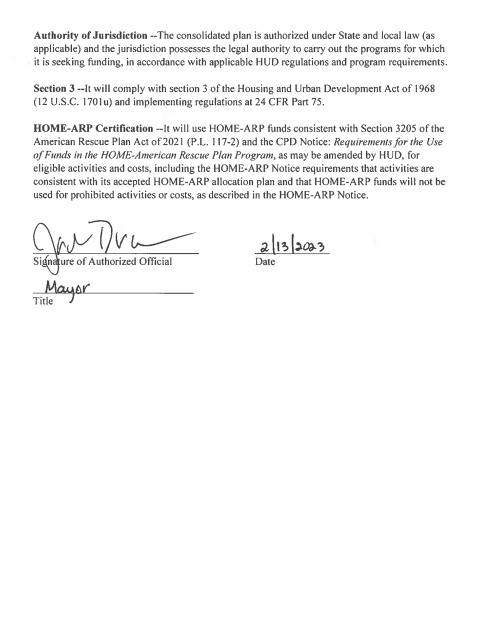 Authority of Jurisdiction --The consolidated plan is authorized under State and local law (as
applicable) and the jurisdiction possesses the legal authority to carry out the programs for which
it is seeking funding, in accordance with applicable HUD regulations and program requirements.
Section 3 --It will comply with section 3 of the Housing and Urban Development Act of 1968
(12 U.S.C. 1701u) and implementing regulations at 24 CFR Part 75.
HOME-ARP Certification --It will use HOME-ARP funds consistent with Section 3205 of the
American Rescue Plan Act of 2021 (P.L. 117-2) and the CPD Notice: Requirements for the Use
of Funds in the HOME-American Rescue Plan Program, as may be amended by HUD, for
eligible activities and costs, including the HOME-ARP Notice requirements that activities are
consistent with its accepted HOME-ARP allocation plan and that HOME-ARP funds will not be
used for prohibited activities or costs, as described in the HOME-ARP Notice.
2|13|2023
Signature of Authorized Official Date
Mayor
Title